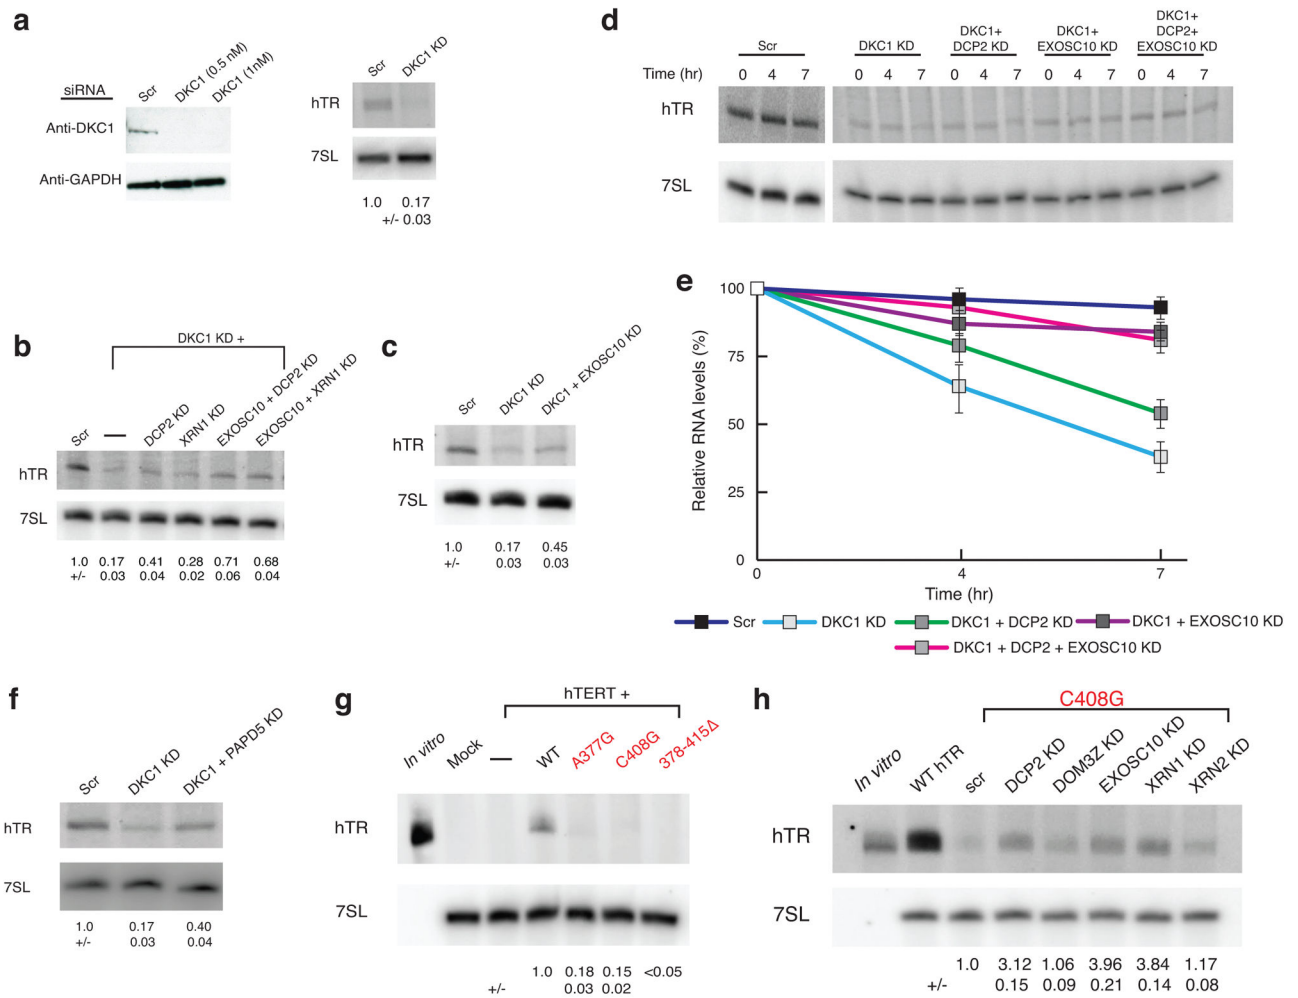 a
siRNA
Scr
DKC1 (0.5 nM)
DKC1 (1nM)
Anti-DKC1
Anti-GAPDH
Scr
DKC1 KD
hTR
7SL
1.0 0.17
+/- 0.03
b
DKC1 KD +
Scr
—
DCP2 KD
XRN1 KD
EXOSC10 + DCP2 KD
EXOSC10 + XRN1 KD
hTR
7SL
1.0 0.17 0.41 0.28 0.71 0.68
+/- 0.03 0.04 0.02 0.06 0.04
c
Scr
DKC1 KD
DKC1 + EXOSC10 KD
hTR
7SL
1.0 0.17 0.45
+/- 0.03 0.03
d
Scr
DKC1 KD
DKC1+
DCP2 KD
DKC1+
EXOSC10 KD
DKC1+
DCP2+
EXOSC10 KD
Time (hr) 0 4 7 0 4 7 0 4 7 0 4 7 0 4 7
hTR
7SL
e
Relative RNA levels (%)
100
75
50
25
0
0 4 7
Time (hr)
Scr DKC1 KD DKC1 + DCP2 KD DKC1 + EXOSC10 KD
DKC1 + DCP2 + EXOSC10 KD
f
Scr
DKC1 KD
DKC1 + PAPD5 KD
hTR
7SL
1.0 0.17 0.40
+/- 0.03 0.04
g
hTERT +
In vitro
Mock
—
WT
A377G
C408G
378-415Δ
hTR
7SL
1.0 0.18 0.15 <0.05
+/- 0.03 0.02
h
C408G
In vitro
WT hTR
scr
DCP2 KD
DOM3Z KD
EXOSC10 KD
XRN1 KD
XRN2 KD
hTR
7SL
1.0 3.12 1.06 3.96 3.84 1.17
+/- 0.15 0.09 0.21 0.14 0.08